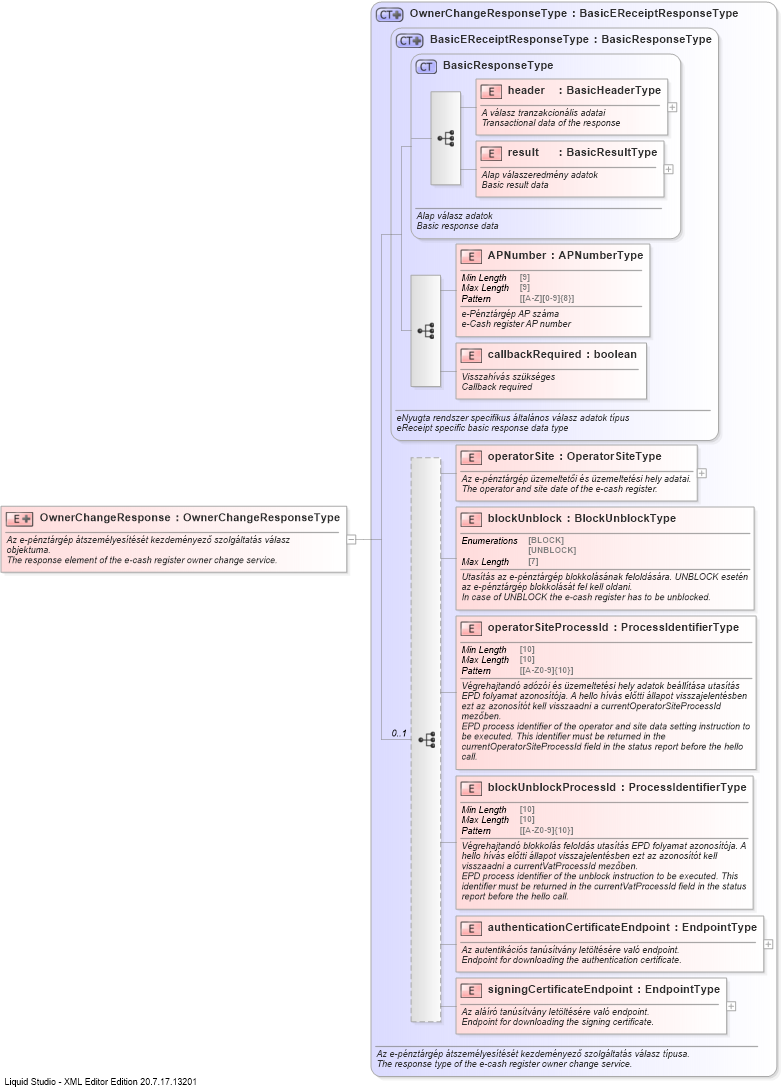 CT OwnerChangeResponseType : BasicEReceiptResponseType
CT BasicEReceiptResponseType : BasicResponseType
CT BasicResponseType
E header : BasicHeaderType
A válasz tranzakcionális adatai
Transactional data of the response
E result : BasicResultType
Alap válaszeredmény adatok
Basic result data
Alap válasz adatok
Basic response data
E APNumber : APNumberType
Min Length [9]
Max Length [9]
Pattern [[A-Z][0-9]{8}]
e-Pénztárgép AP száma
e-Cash register AP number
E callbackRequired : boolean
Visszahívás szükséges
Callback required
eNyugta rendszer specifikus általános válasz adatok típus
eReceipt specific basic response data type
E operatorSite : OperatorSiteType
Az e-pénztárgép üzemeltetői és üzemeltetési hely adatai.
The operator and site date of the e-cash register.
E OwnerChangeResponse : OwnerChangeResponseType
Az e-pénztárgép átszemélyesítését kezdeményező szolgáltatás válasz
objektuma.
The response element of the e-cash register owner change service.
E blockUnblock : BlockUnblockType
Enumerations [BLOCK]
[UNBLOCK]
Max Length [7]
Utasítás az e-pénztárgép blokkolásának feloldására. UNBLOCK esetén
az e-pénztárgép blokkolását fel kell oldani.
In case of UNBLOCK the e-cash register has to be unblocked.
E operatorSiteProcessId : ProcessIdentifierType
Min Length [10]
Max Length [10]
Pattern [[A-Z0-9]{10}]
Végrehajtandó adózói és üzemeltetési hely adatok beállítása utasítás
EPD folyamat azonosítója. A hello hívás előtti állapot visszajelentésben
ezt az azonosítót kell visszaadni a currentOperatorSiteProcessId
mezőben.
EPD process identifier of the operator and site data setting instruction to
be executed. This identifier must be returned in the
currentOperatorSiteProcessId field in the status report before the hello
call.
0..1
E blockUnblockProcessId : ProcessIdentifierType
Min Length [10]
Max Length [10]
Pattern [[A-Z0-9]{10}]
Végrehajtandó blokkolás feloldás utasítás EPD folyamat azonosítója. A
hello hívás előtti állapot visszajelentésben ezt az azonosítót kell
visszaadni a currentVatProcessId mezőben.
EPD process identifier of the unblock instruction to be executed. This
identifier must be returned in the currentVatProcessId field in the status
report before the hello call.
E authenticationCertificateEndpoint : EndpointType
Az autentikációs tanúsítvány letöltésére való endpoint.
Endpoint for downloading the authentication certificate.
E signingCertificateEndpoint : EndpointType
Az aláíró tanúsítvány letöltésére való endpoint.
Endpoint for downloading the signing certificate.
Az e-pénztárgép átszemélyesítését kezdeményező szolgáltatás válasz típusa.
The response type of the e-cash register owner change service.
Liquid Studio - XML Editor Edition 20.7.17.13201